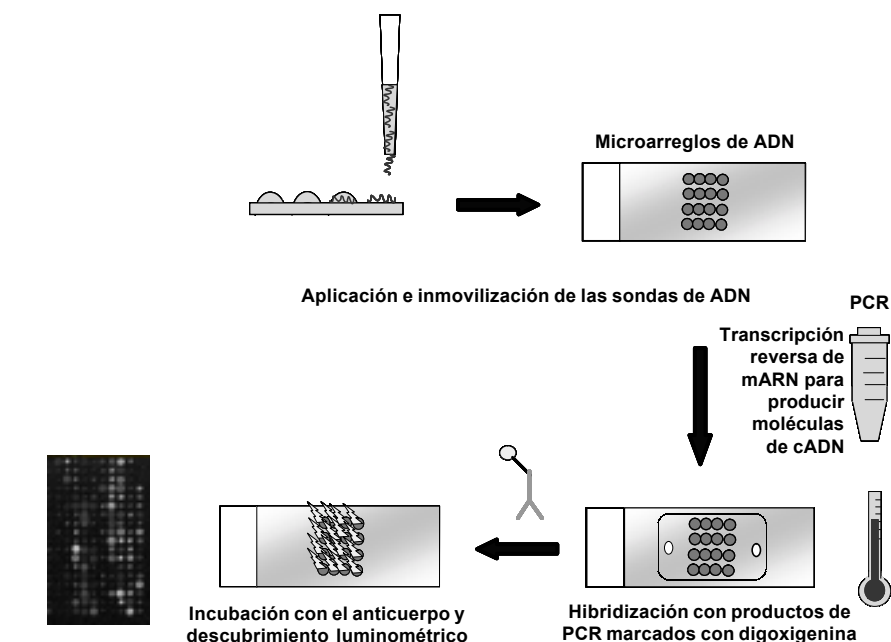 Microarreglos de ADN
Aplicación e inmovilización de las sondas de ADN
PCR
Transcripción
reversa de
mARN para
producir
moléculas
de cADN
Incubación con el anticuerpo y
descubrimiento luminométrico
Hibridización con productos de
PCR marcados con digoxigenina